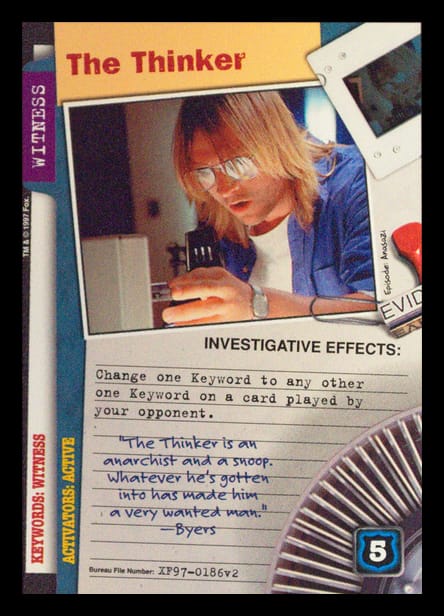 The Thinker
WITNESS
TM & © 1997 Fox.
Episode: Anasazi
EVID
INVESTIGATIVE EFFECTS:
Change one Keyword to any other
one Keyword on a card played by
your opponent.
"The Thinker is an
anarchist and a snoop.
Whatever he's gotten
into has made him
a very wanted man."
—Byers
KEYWORDS: WITNESS
ACTIVATORS: ACTIVE
5
Bureau File Number: XF97-0186v2